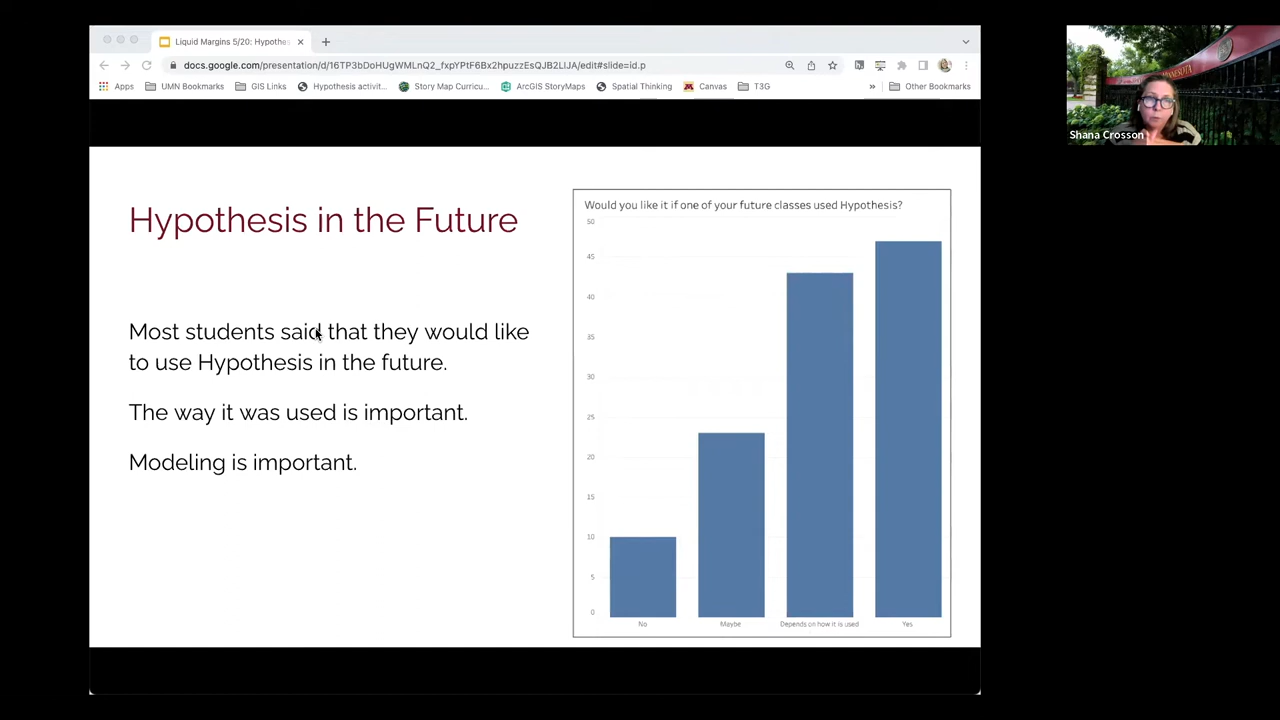 Liquid Margins 5/20: Hypothes
docs.google.com/presentation/d/16TP3bDoHUgWMLnQ2_fxpYPtF6Bx2hpuzzEsQJB2LIJA/edit#slide=id.p
Apps UMN Bookmarks GIS Links Hypothesis activit... Story Map Curricu... ArcGIS StoryMaps Spatial Thinking Canvas T3G » Other Bookmarks
MINNESOTA
Shana Crosson
Hypothesis in the Future
Most students said that they would like
to use Hypothesis in the future.
The way it was used is important.
Modeling is important.
Would you like it if one of your future classes used Hypothesis?
50
45
40
35
30
25
20
15
10
5
0
No Maybe Depends on how it is used Yes